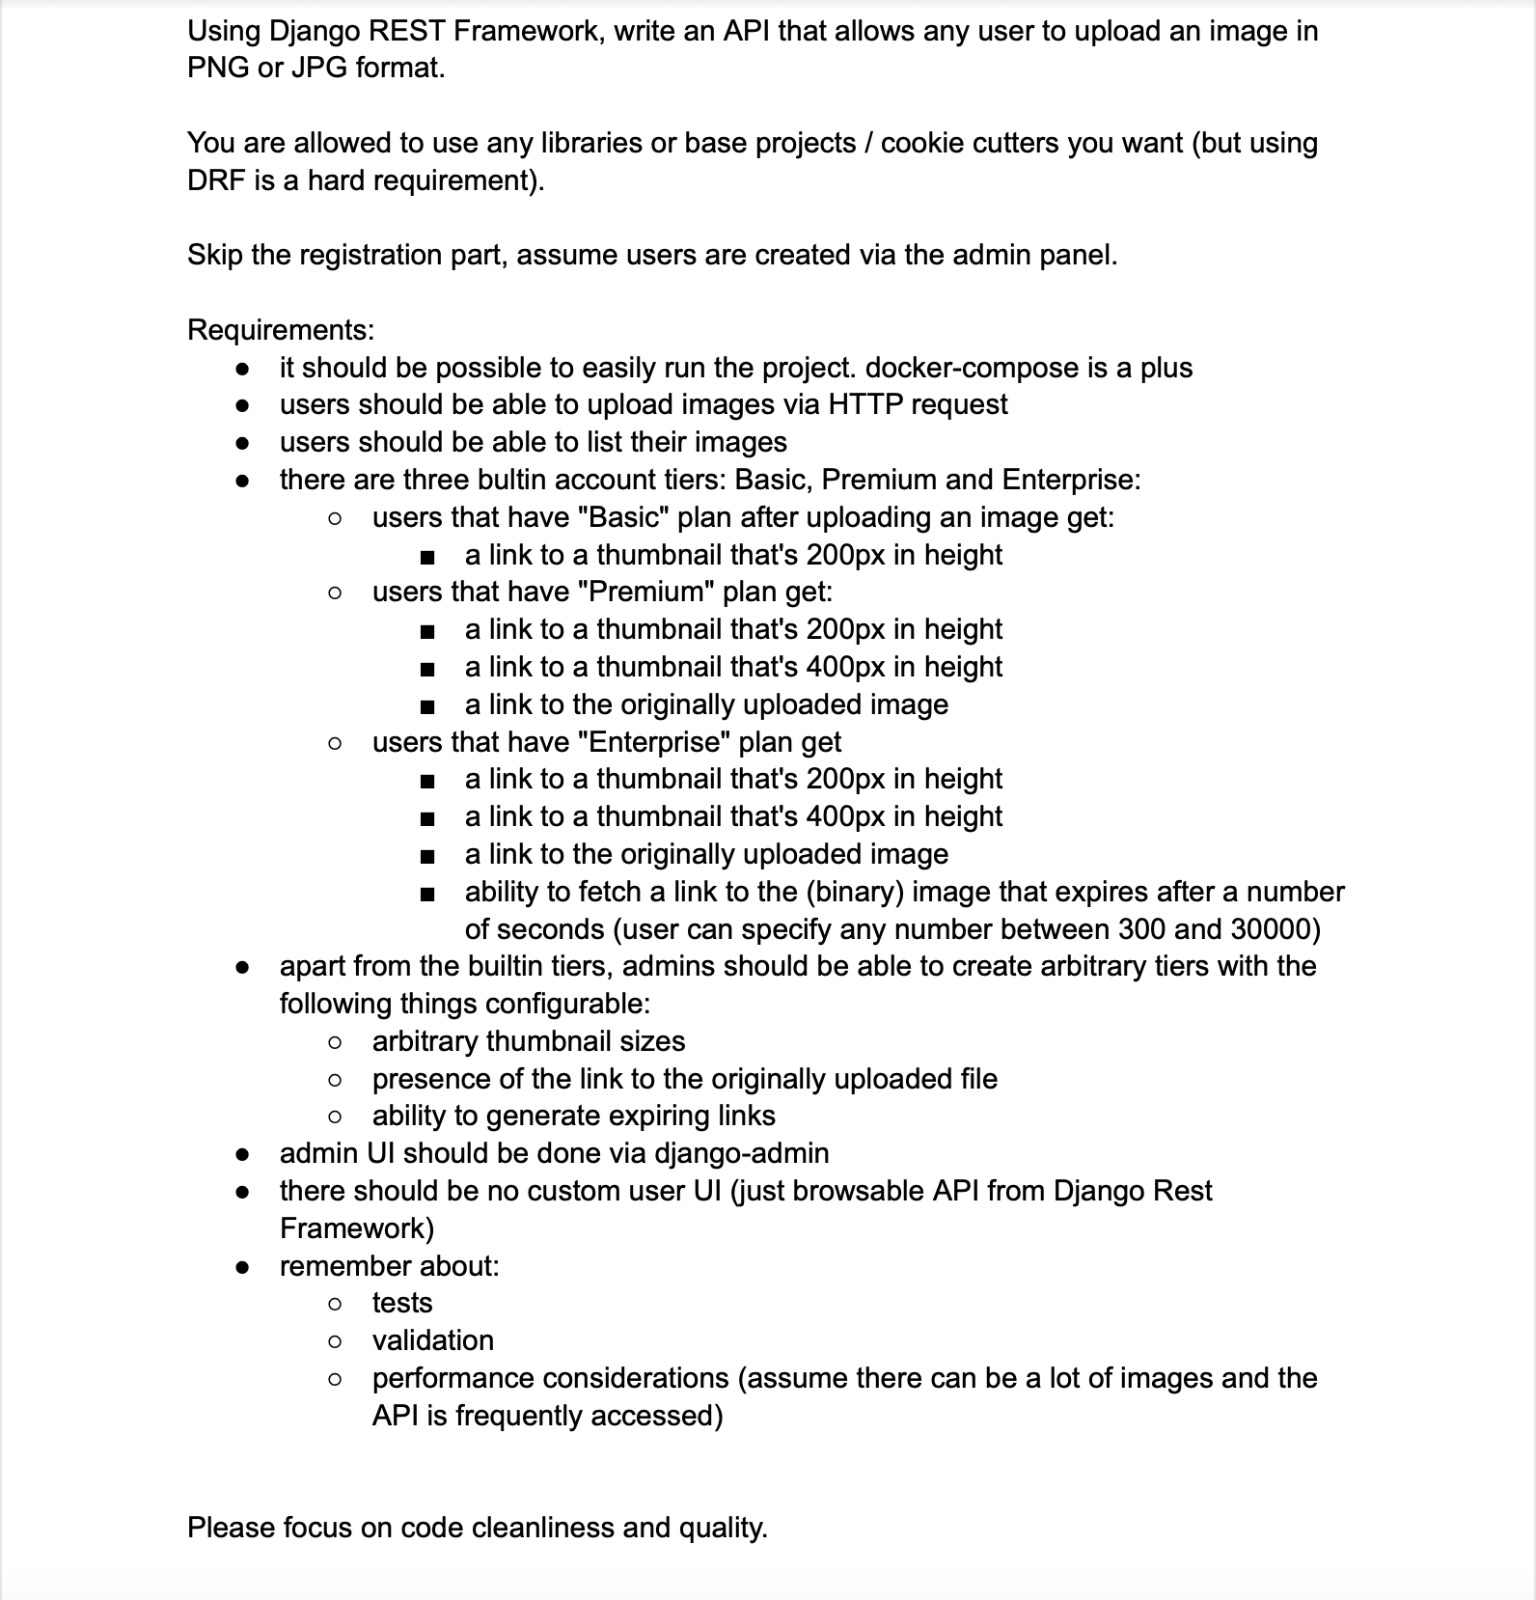 Using Django REST Framework, write an API that allows any user to upload an image in
PNG or JPG format.
You are allowed to use any libraries or base projects / cookie cutters you want (but using
DRF is a hard requirement).
Skip the registration part, assume users are created via the admin panel.
Requirements:
● it should be possible to easily run the project. docker-compose is a plus
● users should be able to upload images via HTTP request
● users should be able to list their images
● there are three bultin account tiers: Basic, Premium and Enterprise:
○ users that have "Basic" plan after uploading an image get:
■ a link to a thumbnail that's 200px in height
○ users that have "Premium" plan get:
■ a link to a thumbnail that's 200px in height
■ a link to a thumbnail that's 400px in height
■ a link to the originally uploaded image
○ users that have "Enterprise" plan get
■ a link to a thumbnail that's 200px in height
■ a link to a thumbnail that's 400px in height
■ a link to the originally uploaded image
■ ability to fetch a link to the (binary) image that expires after a number
of seconds (user can specify any number between 300 and 30000)
● apart from the builtin tiers, admins should be able to create arbitrary tiers with the
following things configurable:
○ arbitrary thumbnail sizes
○ presence of the link to the originally uploaded file
○ ability to generate expiring links
● admin UI should be done via django-admin
● there should be no custom user UI (just browsable API from Django Rest
Framework)
● remember about:
○ tests
○ validation
○ performance considerations (assume there can be a lot of images and the
API is frequently accessed)
Please focus on code cleanliness and quality.